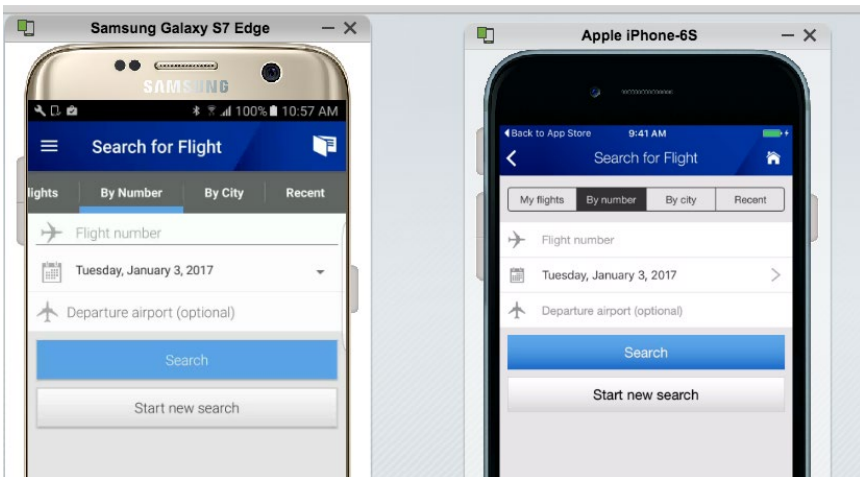 Samsung Galaxy S7 Edge
SAMSUNG
100% 10:57 AM
Search for Flight
lights By Number By City Recent
Flight number
Tuesday, January 3, 2017
Departure airport (optional)
Search
Start new search
Apple iPhone-6S
Back to App Store 9:41 AM
Search for Flight
My flights By number By city Recent
Flight number
Tuesday, January 3, 2017
Departure airport (optional)
Search
Start new search